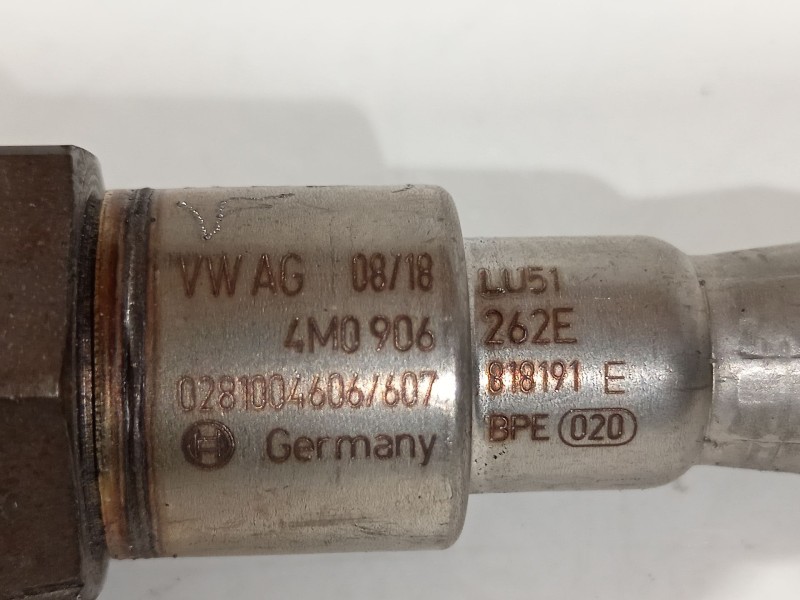 VW AG 08/18 LU51
4M0 906 262E
0281004606/607 818191 E
Germany BPE 020